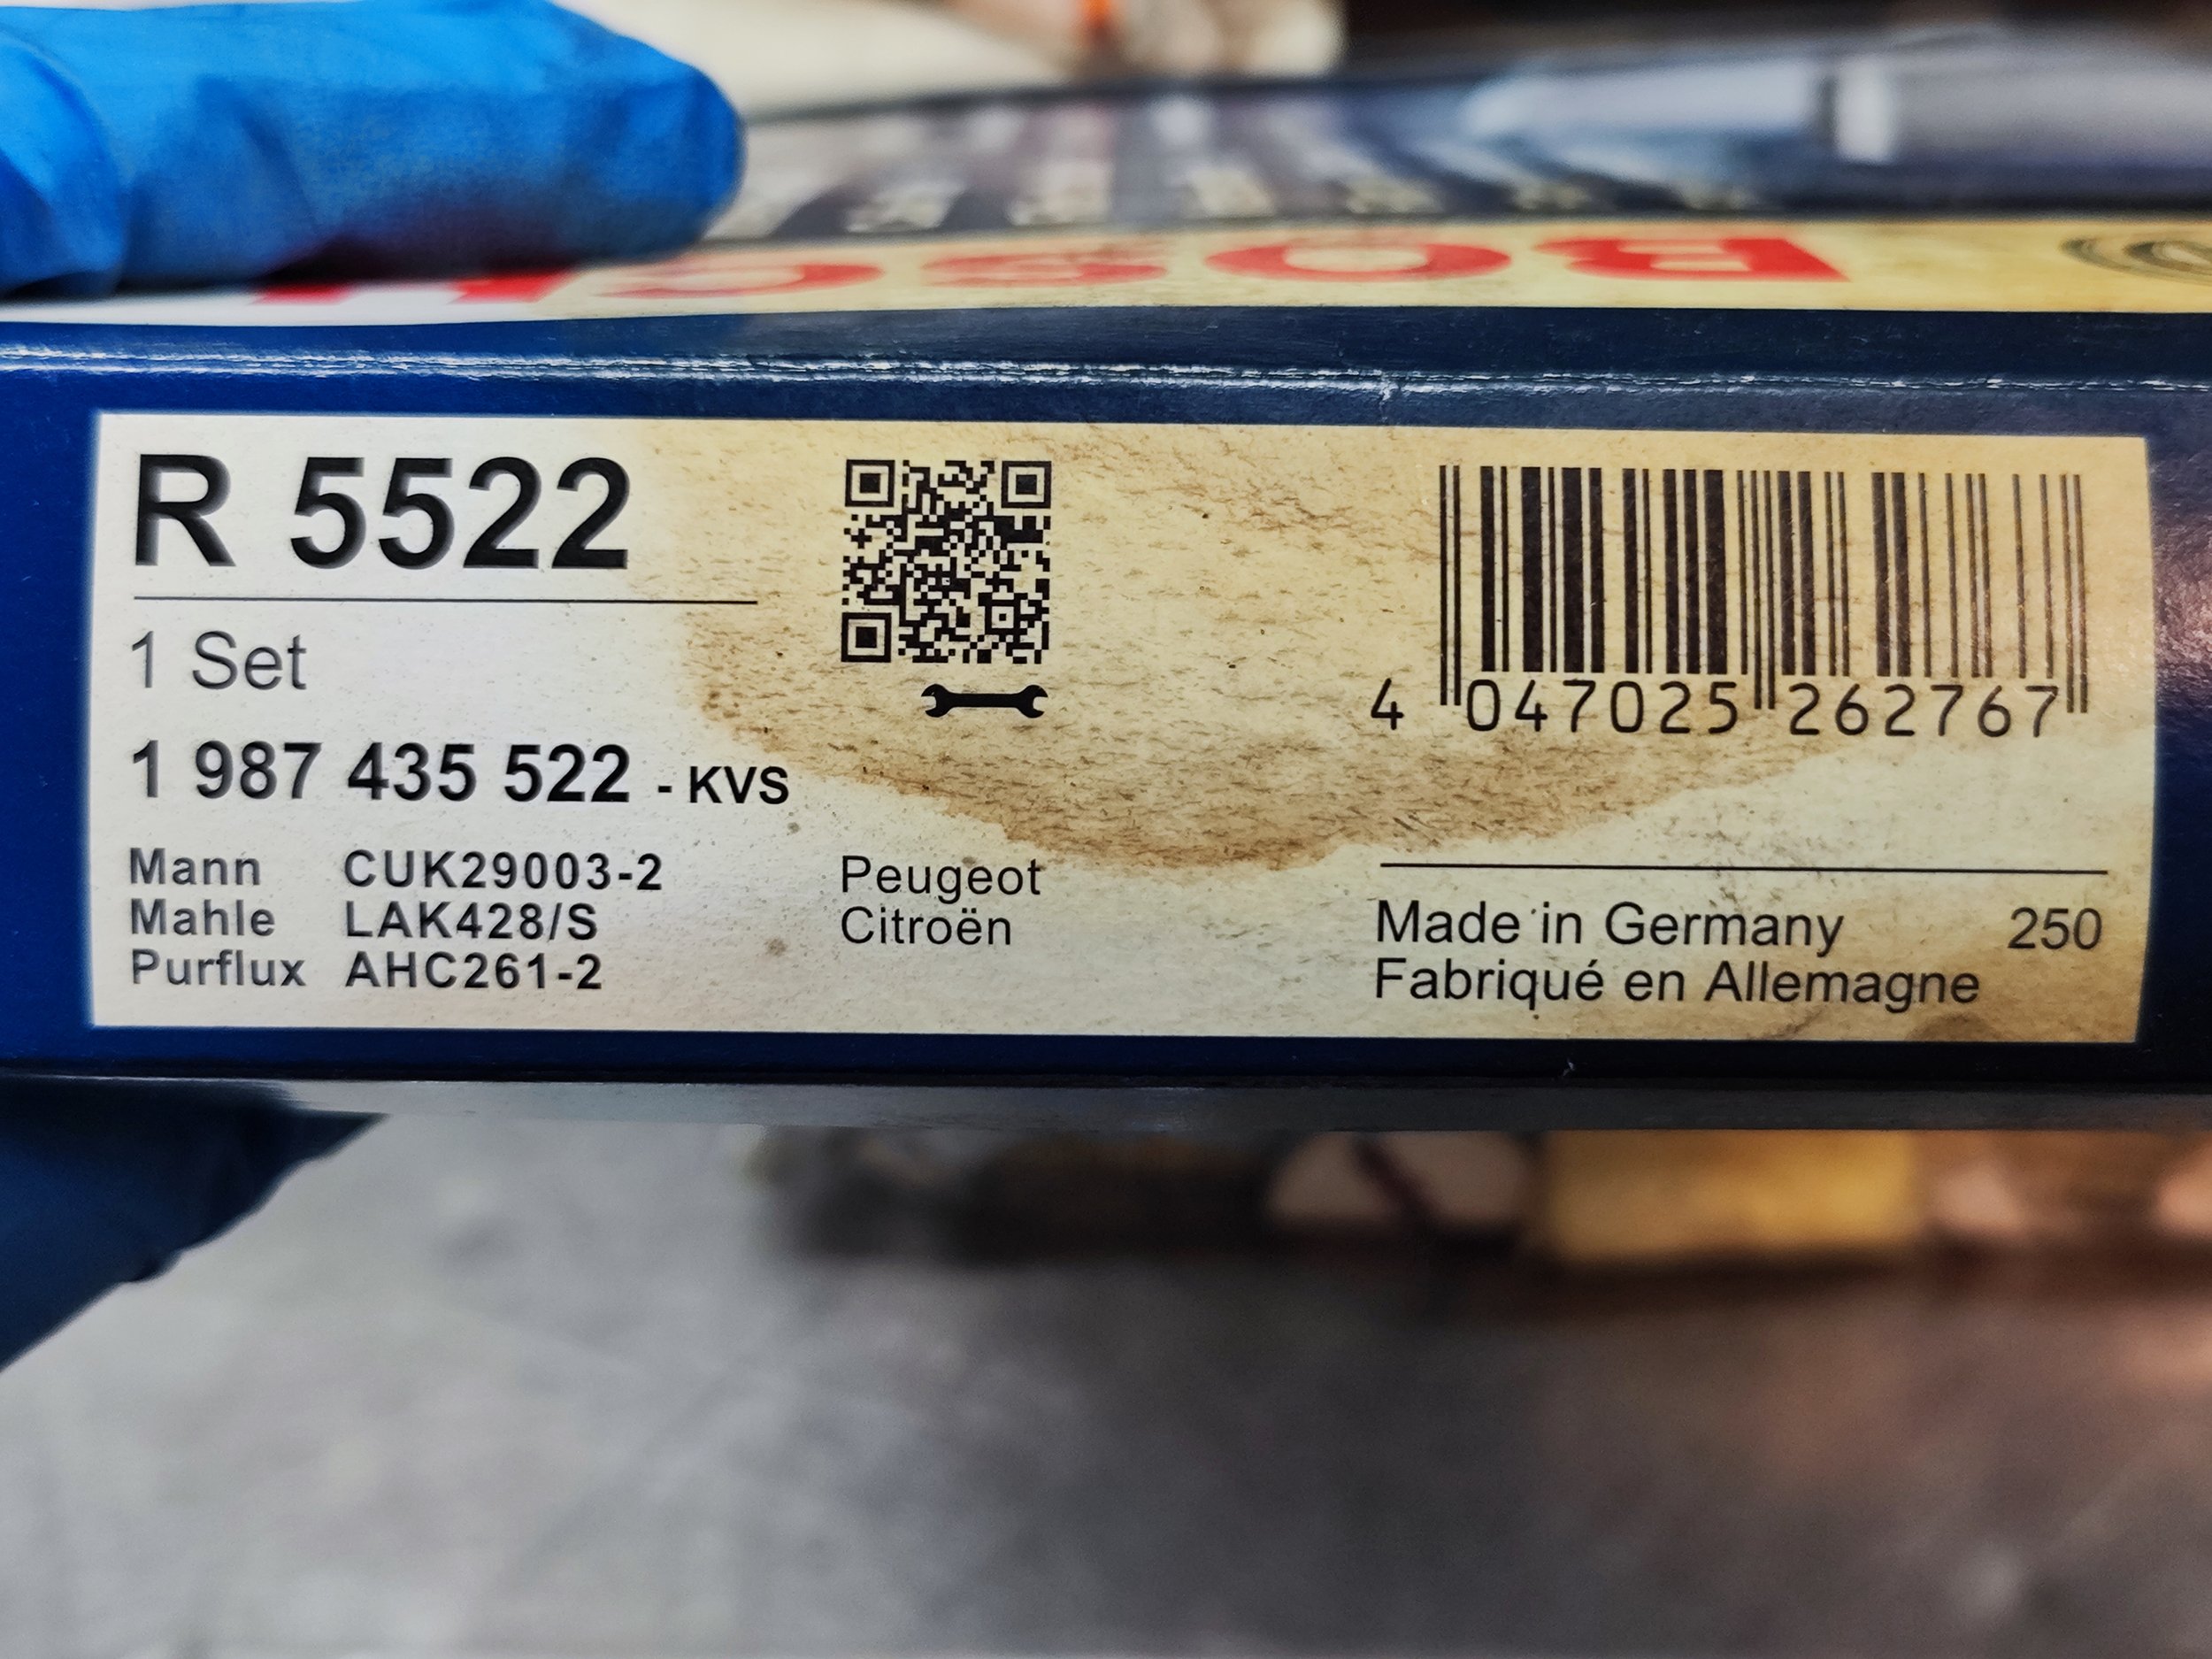 BOSCH
R 5522
1 Set
1 987 435 522 - KVS
Mann CUK29003-2
Mahle LAK428/S
Purflux AHC261-2
Peugeot
Citroën
4 047025 262767
Made in Germany 250
Fabriqué en Allemagne